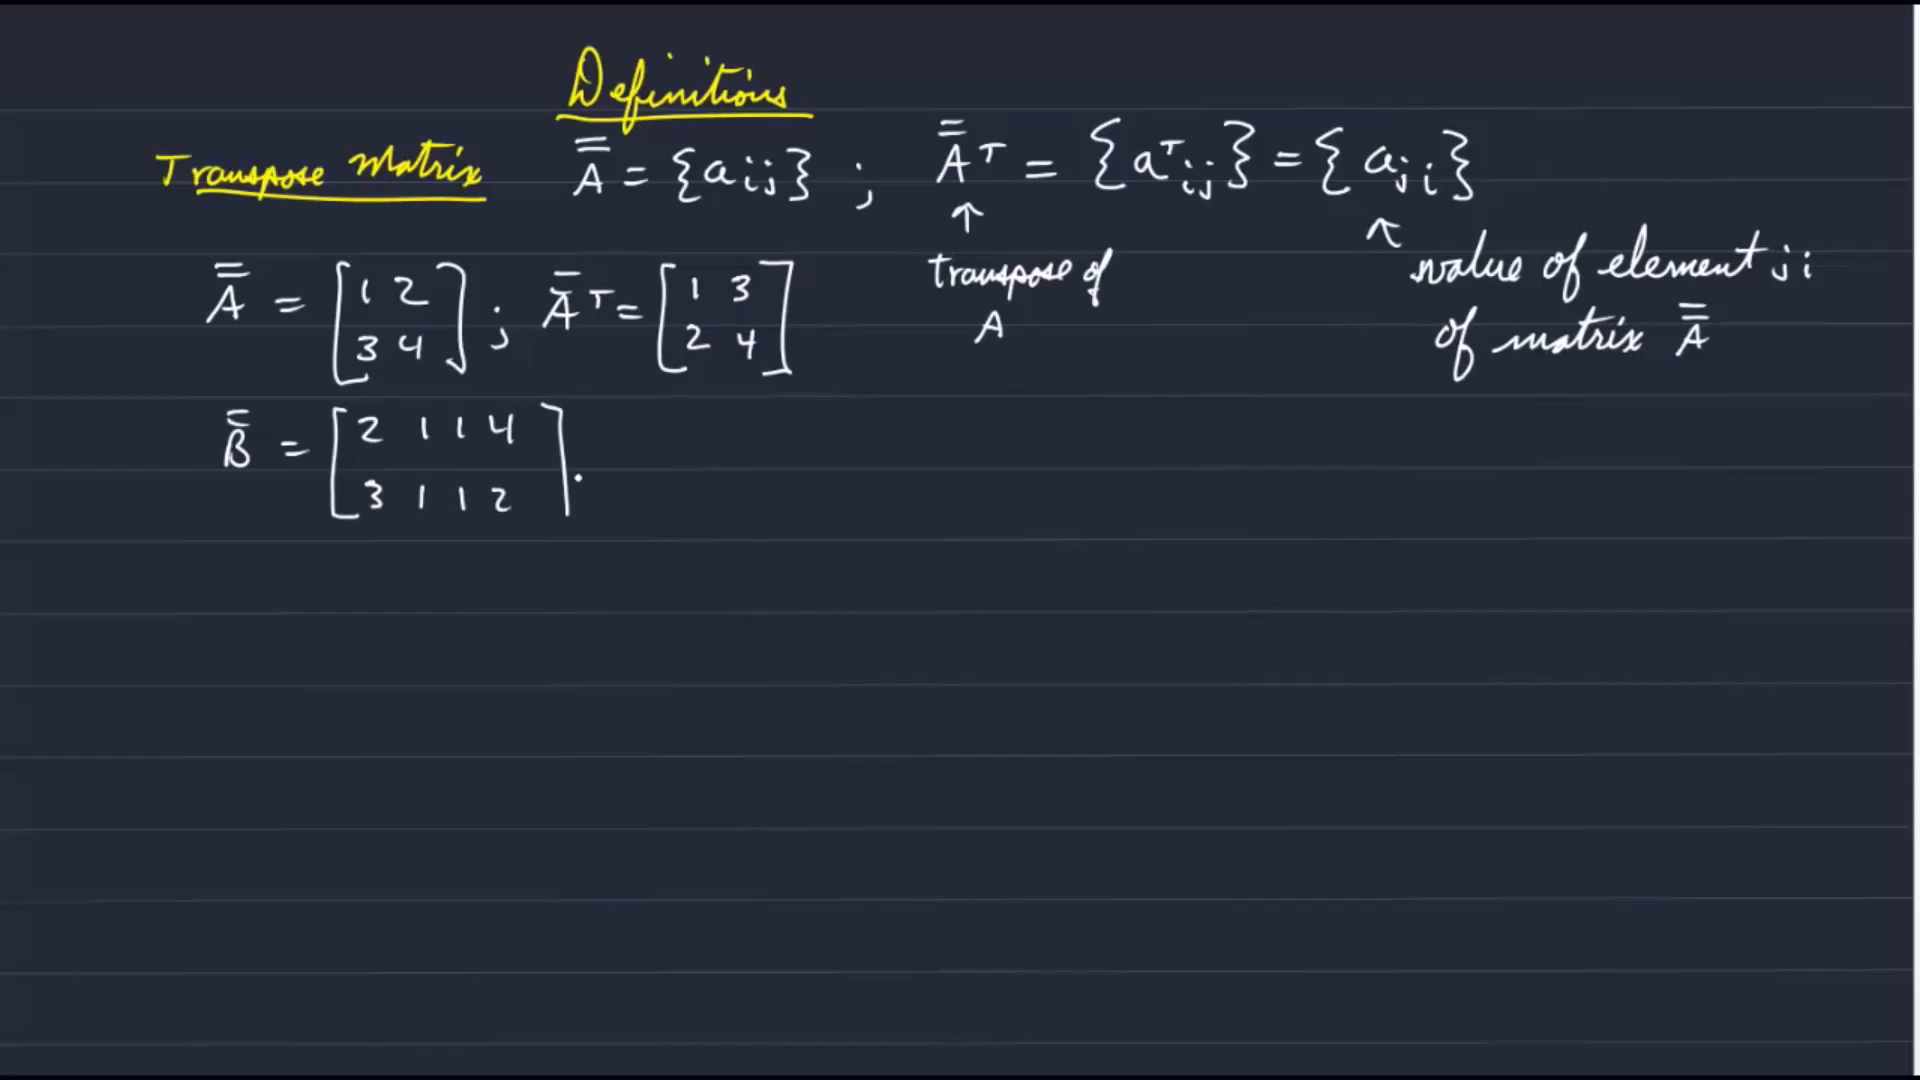 Definitions
Transpose Matrix A̿ = {aij} ; A̿ᵀ = {aᵀij} = {aji}
↑ transpose of A
↖ value of element ji of matrix A̿
A̿ = [1 2
3 4] ; A̿ᵀ = [1 3
2 4]
B̿ = [2 1 1 4
3 1 1 2]